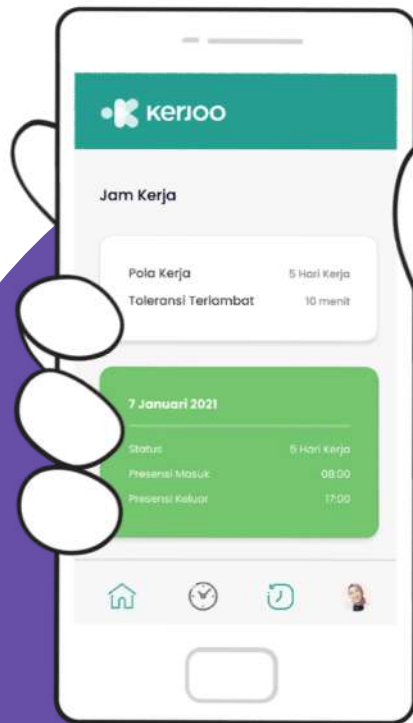 KERJOO
Jam Kerja
Pola Kerja 5 Hari Kerja
Toleransi Terlambat 10 menit
7 Januari 2021
Status 5 Hari Kerja
Presensi Masuk 08:00
Presensi Keluar 17:00